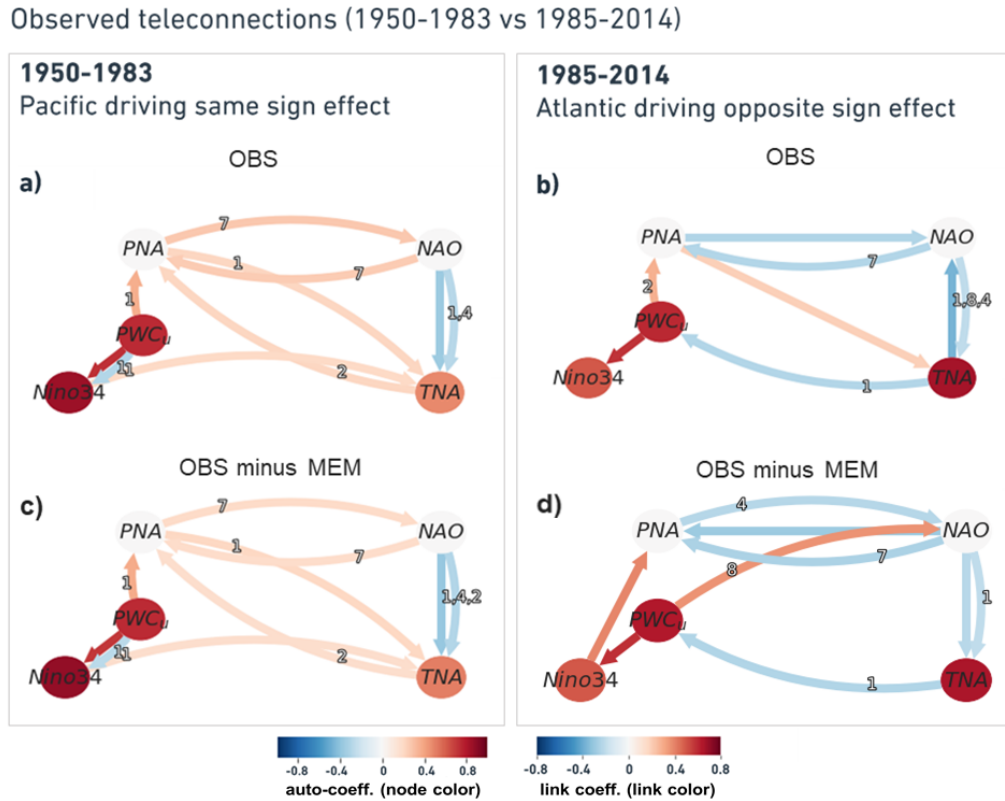 Observed teleconnections (1950-1983 vs 1985-2014)
1950-1983
Pacific driving same sign effect
OBS
a)
7
PNA
NAO
1
7
1
1,4
PWCu
11
Nino34
2
TNA
OBS minus MEM
c)
7
PNA
NAO
1
7
1
1,4,2
PWCu
11
Nino34
2
TNA
1985-2014
Atlantic driving opposite sign effect
OBS
b)
PNA
NAO
7
2
1,8,4
PWCu
Nino34
1
TNA
OBS minus MEM
d)
4
PNA
NAO
7
8
1
PWCu
Nino34
1
TNA
-0.8 -0.4 0 0.4 0.8
auto-coeff. (node color)
-0.8 -0.4 0 0.4 0.8
link coeff. (link color)